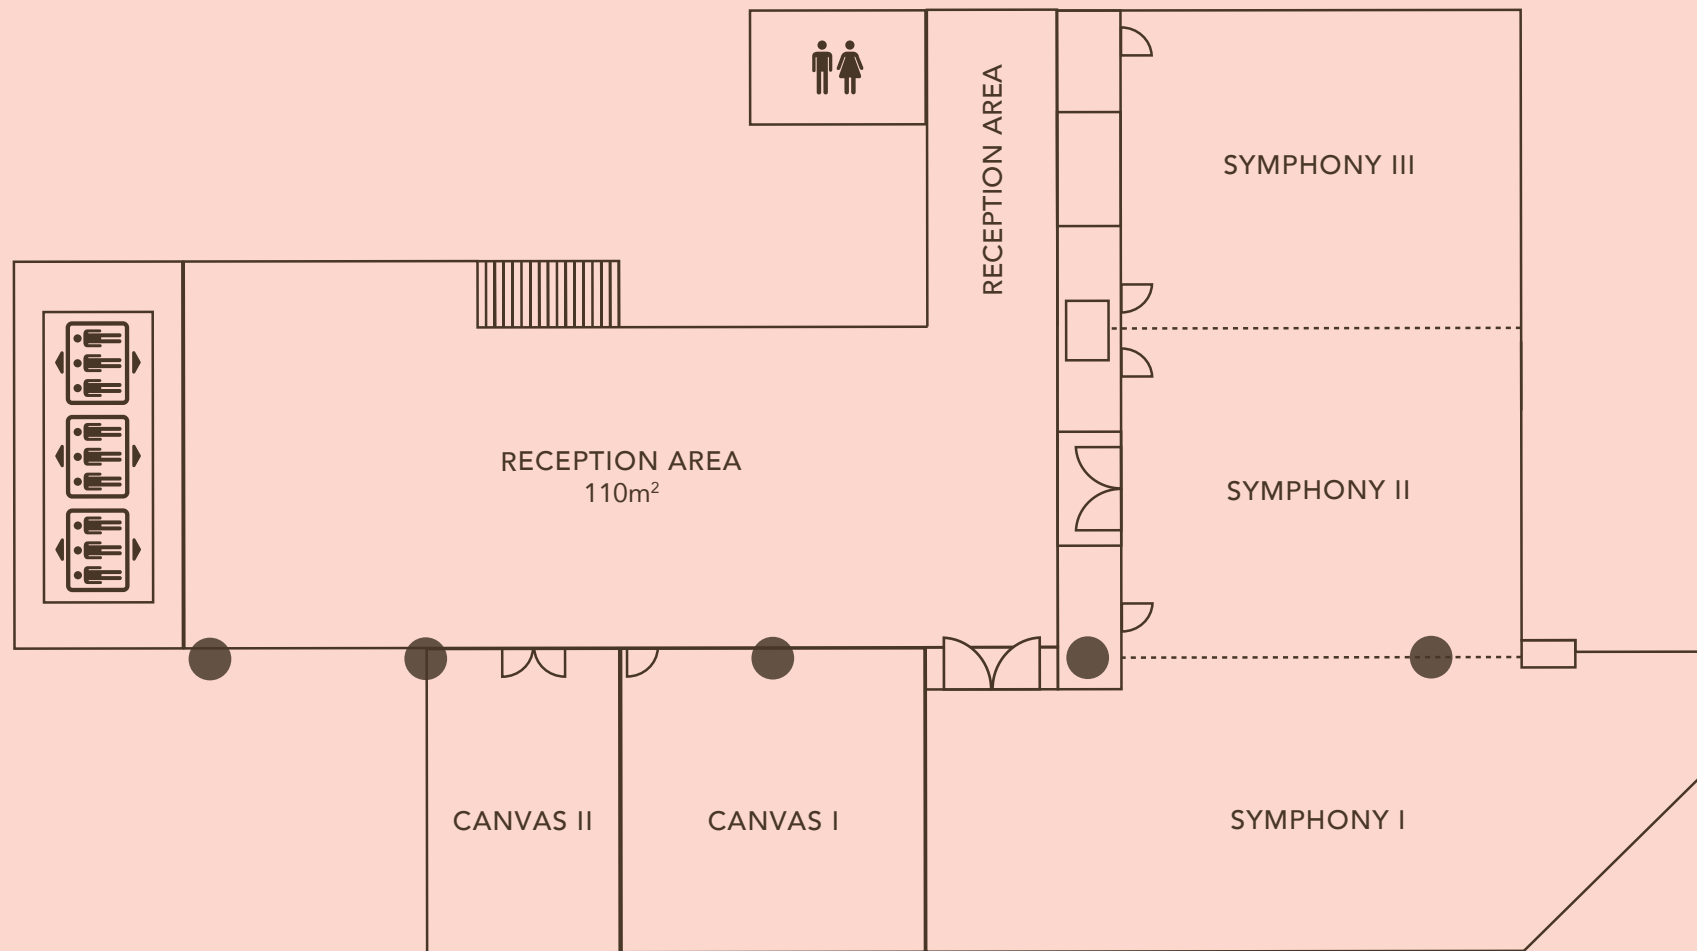 RECEPTION AREA
SYMPHONY III
RECEPTION AREA
110m²
SYMPHONY II
CANVAS II
CANVAS I
SYMPHONY I